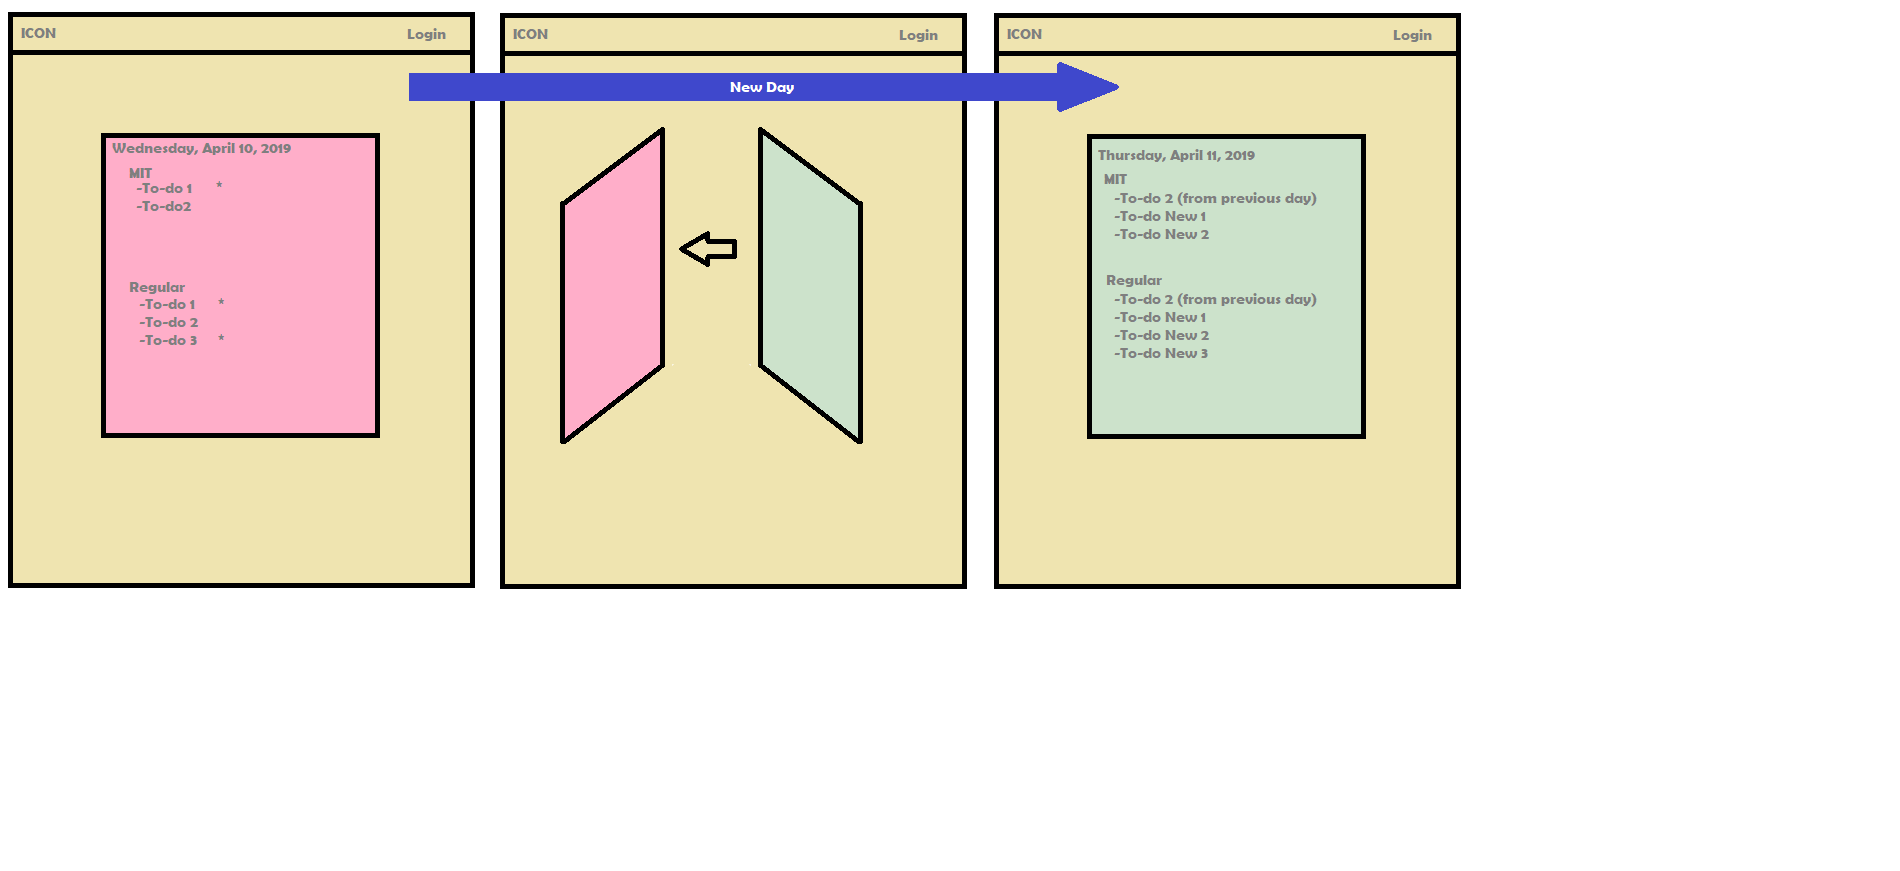 ICON Login
Wednesday, April 10, 2019
MIT
-To-do 1 *
-To-do2
Regular
-To-do 1 *
-To-do 2
-To-do 3 *
ICON Login
New Day
ICON Login
Thursday, April 11, 2019
MIT
-To-do 2 (from previous day)
-To-do New 1
-To-do New 2
Regular
-To-do 2 (from previous day)
-To-do New 1
-To-do New 2
-To-do New 3